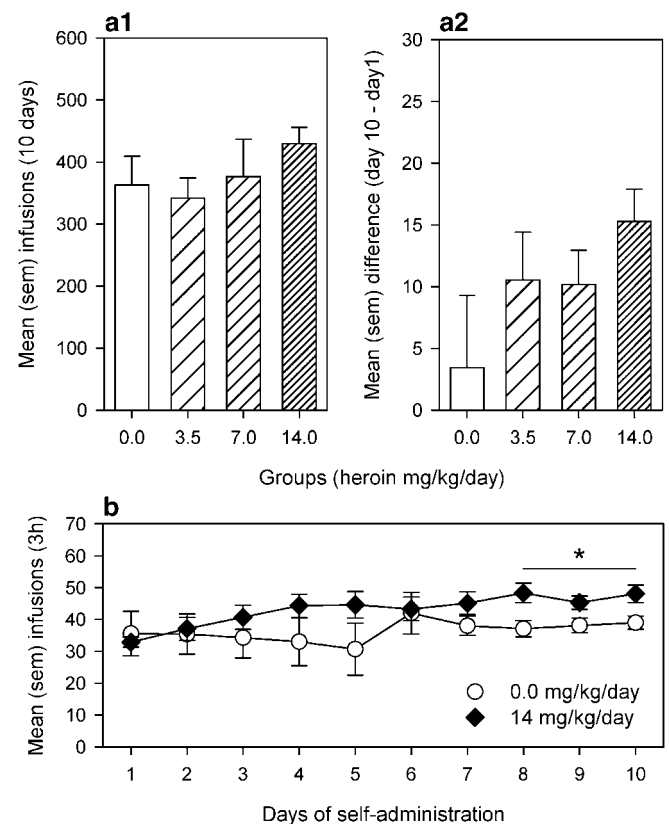 a1
a2
600
500
400
300
200
100
0
Mean (sem) infusions (10 days)
0.0 3.5 7.0 14.0
30
25
20
15
10
5
0
Mean (sem) difference (day 10 - day1)
0.0 3.5 7.0 14.0
Groups (heroin mg/kg/day)
b
70
60
50
40
30
20
10
0
Mean (sem) infusions (3h)
*
0.0 mg/kg/day
14 mg/kg/day
1 2 3 4 5 6 7 8 9 10
Days of self-administration